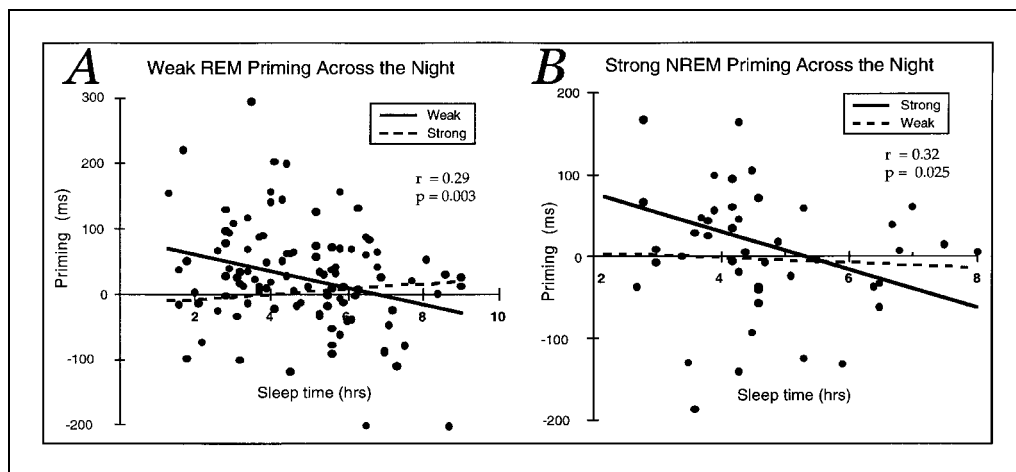 A
Weak REM Priming Across the Night
300
200
100
0
-100
-200
Priming (ms)
Weak
Strong
r = 0.29
p = 0.003
2
4
6
8
10
Sleep time (hrs)
B
Strong NREM Priming Across the Night
200
100
0
-100
-200
Priming (ms)
Strong
Weak
r = 0.32
p = 0.025
2
4
6
8
Sleep time (hrs)